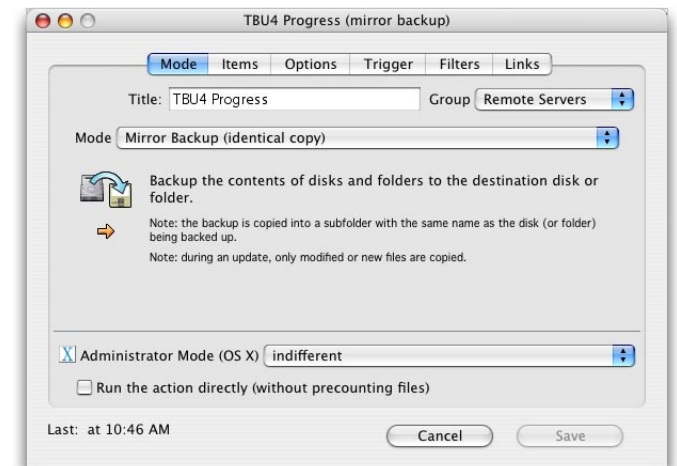 TBU4 Progress (mirror backup)
Mode Items Options Trigger Filters Links
Title: TBU4 Progress Group Remote Servers
Mode Mirror Backup (identical copy)
Backup the contents of disks and folders to the destination disk or
folder.
Note: the backup is copied into a subfolder with the same name as the disk (or folder)
being backed up.
Note: during an update, only modified or new files are copied.
X Administrator Mode (OS X) indifferent
Run the action directly (without precounting files)
Last: at 10:46 AM Cancel Save